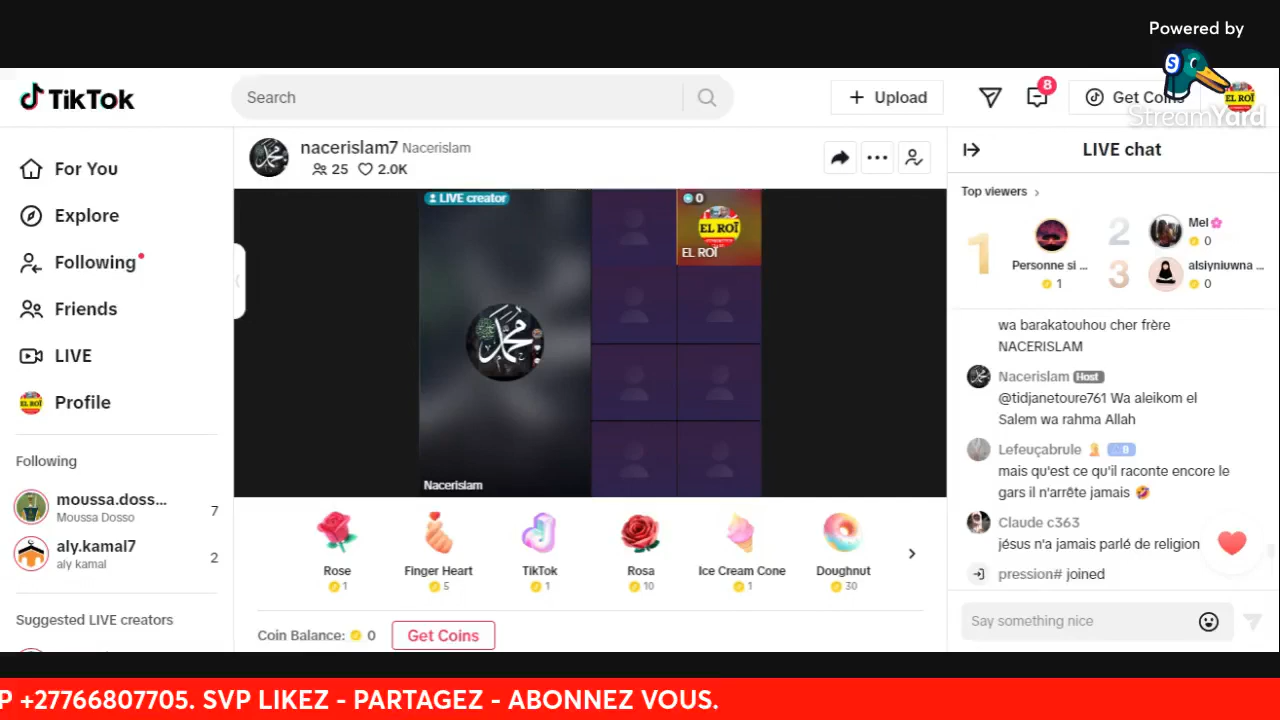 Powered by
StreamYard
TikTok
Search
Upload
8
Get Coins
EL ROÏ
For You
Explore
Following
Friends
LIVE
Profile
Following
moussa.doss...
Moussa Dosso
7
aly.kamal7
aly kamal
2
Suggested LIVE creators
nacerislam7 Nacerislam
25 2.0K
LIVE creator
0
EL ROÏ
EL ROÏ
محمد
Nacerislam
Rose
1
Finger Heart
5
TikTok
1
Rosa
10
Ice Cream Cone
1
Doughnut
30
Coin Balance: 0 Get Coins
LIVE chat
Top viewers
1
Personne si ...
1
2
Mel🌸
0
3
alsiyniuwna ...
0
wa barakatouhou cher frère
NACERISLAM
Nacerislam Host
@tidjanetoure761 Wa aleikom el
Salem wa rahma Allah
Lefeuçabrule
mais qu'est ce qu'il raconte encore le
gars il n'arrête jamais 🤣
Claude c363
jésus n'a jamais parlé de religion
pression# joined
Say something nice
P +27766807705. SVP LIKEZ - PARTAGEZ - ABONNEZ VOUS.